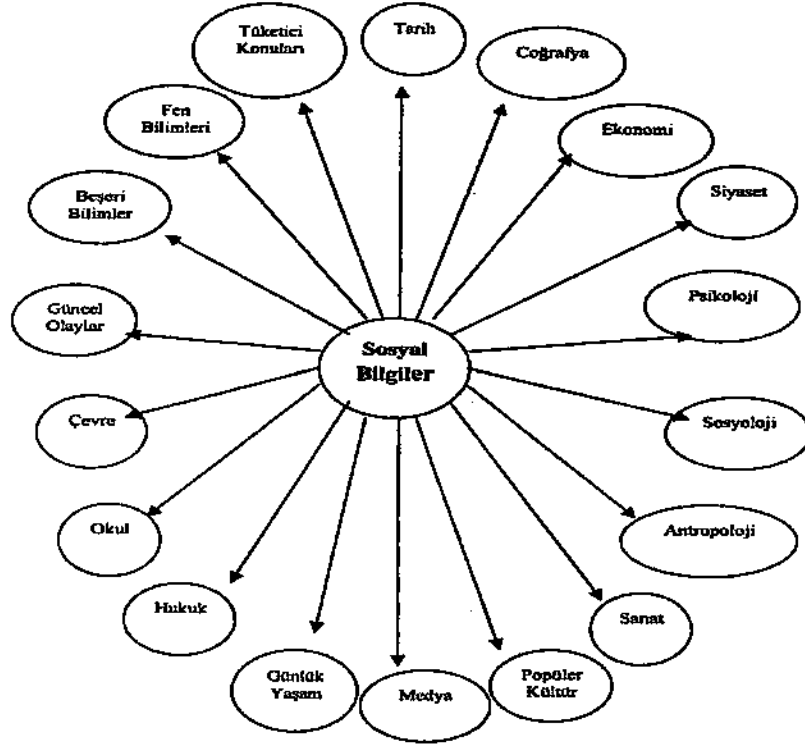 Tüketici
Konuları
Tarih
Coğrafya
Fen
Bilimleri
Ekonomi
Beşeri
Bilimler
Siyaset
Güncel
Olaylar
Psikoloji
Sosyal
Bilgiler
Çevre
Sosyoloji
Okul
Antropoloji
Hukuk
Sanat
Günlük
Yaşam
Medya
Popüler
Kültür